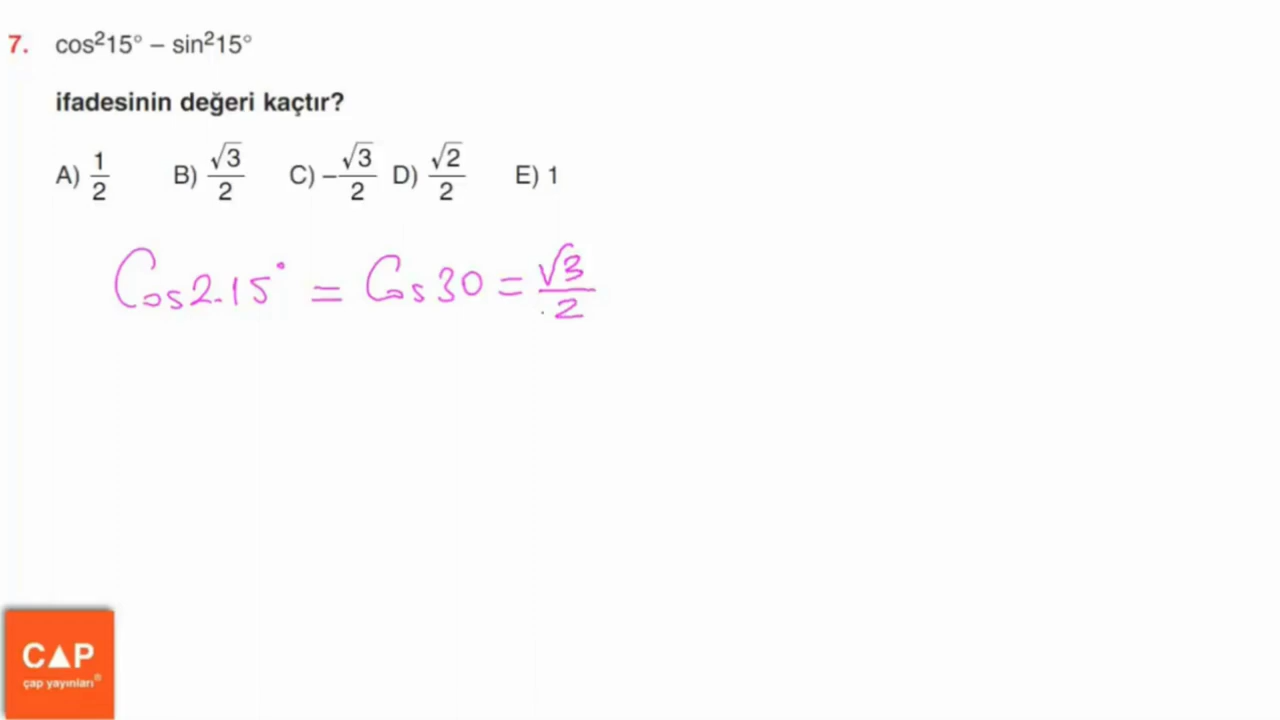 7. cos²15° – sin²15°
ifadesinin değeri kaçtır?
A) 1/2 B) √3/2 C) –√3/2 D) √2/2 E) 1
Cos2.15° = Cos30 = √3/2
CAP
çap yayınları®